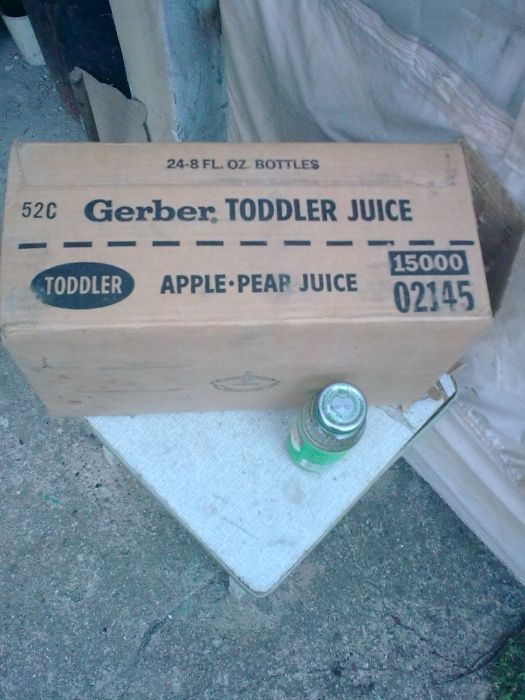 24-8 FL. OZ. BOTTLES
52C Gerber® TODDLER JUICE
TODDLER APPLE·PEAR JUICE 15000
02145